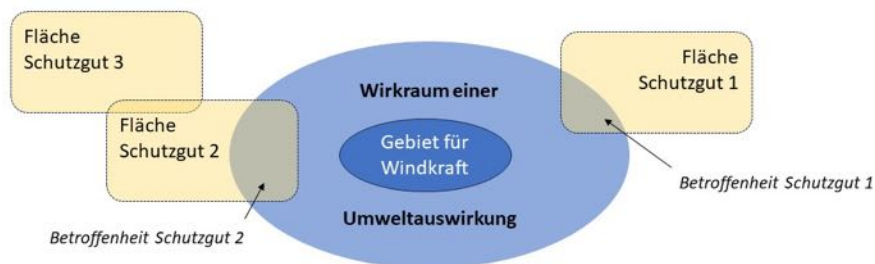 Fläche
Schutzgut 3
Fläche
Schutzgut 2
Wirkraum einer
Gebiet für
Windkraft
Umweltauswirkung
Fläche
Schutzgut 1
Betroffenheit Schutzgut 1
Betroffenheit Schutzgut 2